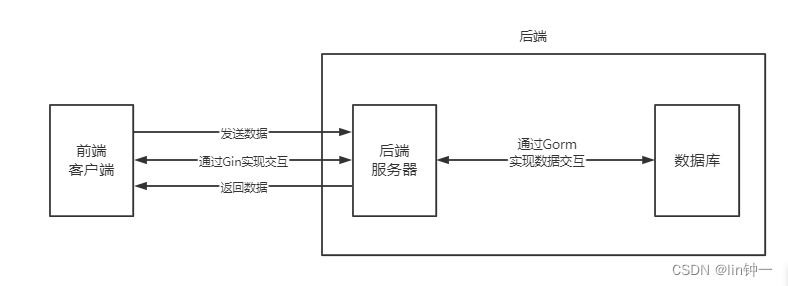 后端
前端
客户端
发送数据
通过Gin实现交互
返回数据
后端
服务器
通过Gorm
实现数据交互
数据库
CSDN @lin钟一